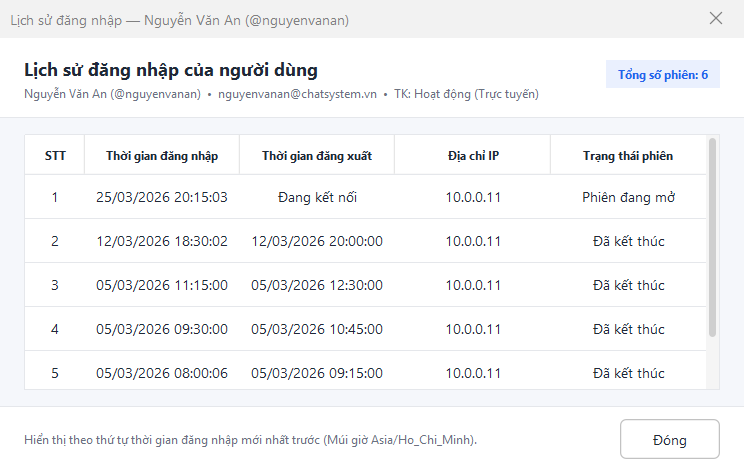 Lịch sử đăng nhập — Nguyễn Văn An (@nguyenvanan)
Lịch sử đăng nhập của người dùng
Tổng số phiên: 6
Nguyễn Văn An (@nguyenvanan) • nguyenvanan@chatsystem.vn • TK: Hoạt động (Trực tuyến)
STT Thời gian đăng nhập Thời gian đăng xuất Địa chỉ IP Trạng thái phiên
1 25/03/2026 20:15:03 Đang kết nối 10.0.0.11 Phiên đang mở
2 12/03/2026 18:30:02 12/03/2026 20:00:00 10.0.0.11 Đã kết thúc
3 05/03/2026 11:15:00 05/03/2026 12:30:00 10.0.0.11 Đã kết thúc
4 05/03/2026 09:30:00 05/03/2026 10:45:00 10.0.0.11 Đã kết thúc
5 05/03/2026 08:00:06 05/03/2026 09:15:00 10.0.0.11 Đã kết thúc
Hiển thị theo thứ tự thời gian đăng nhập mới nhất trước (Múi giờ Asia/Ho_Chi_Minh).
Đóng